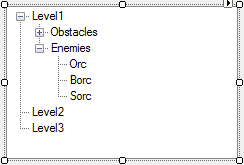 Level1
Obstacles
Enemies
Orc
Borc
Sorc
Level2
Level3